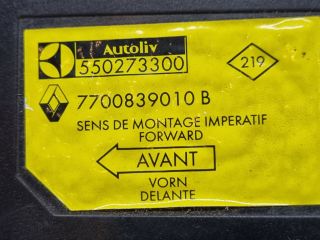 Autoliv
550273300
219
7700839010 B
SENS DE MONTAGE IMPERATIF
FORWARD
AVANT
VORN
DELANTE